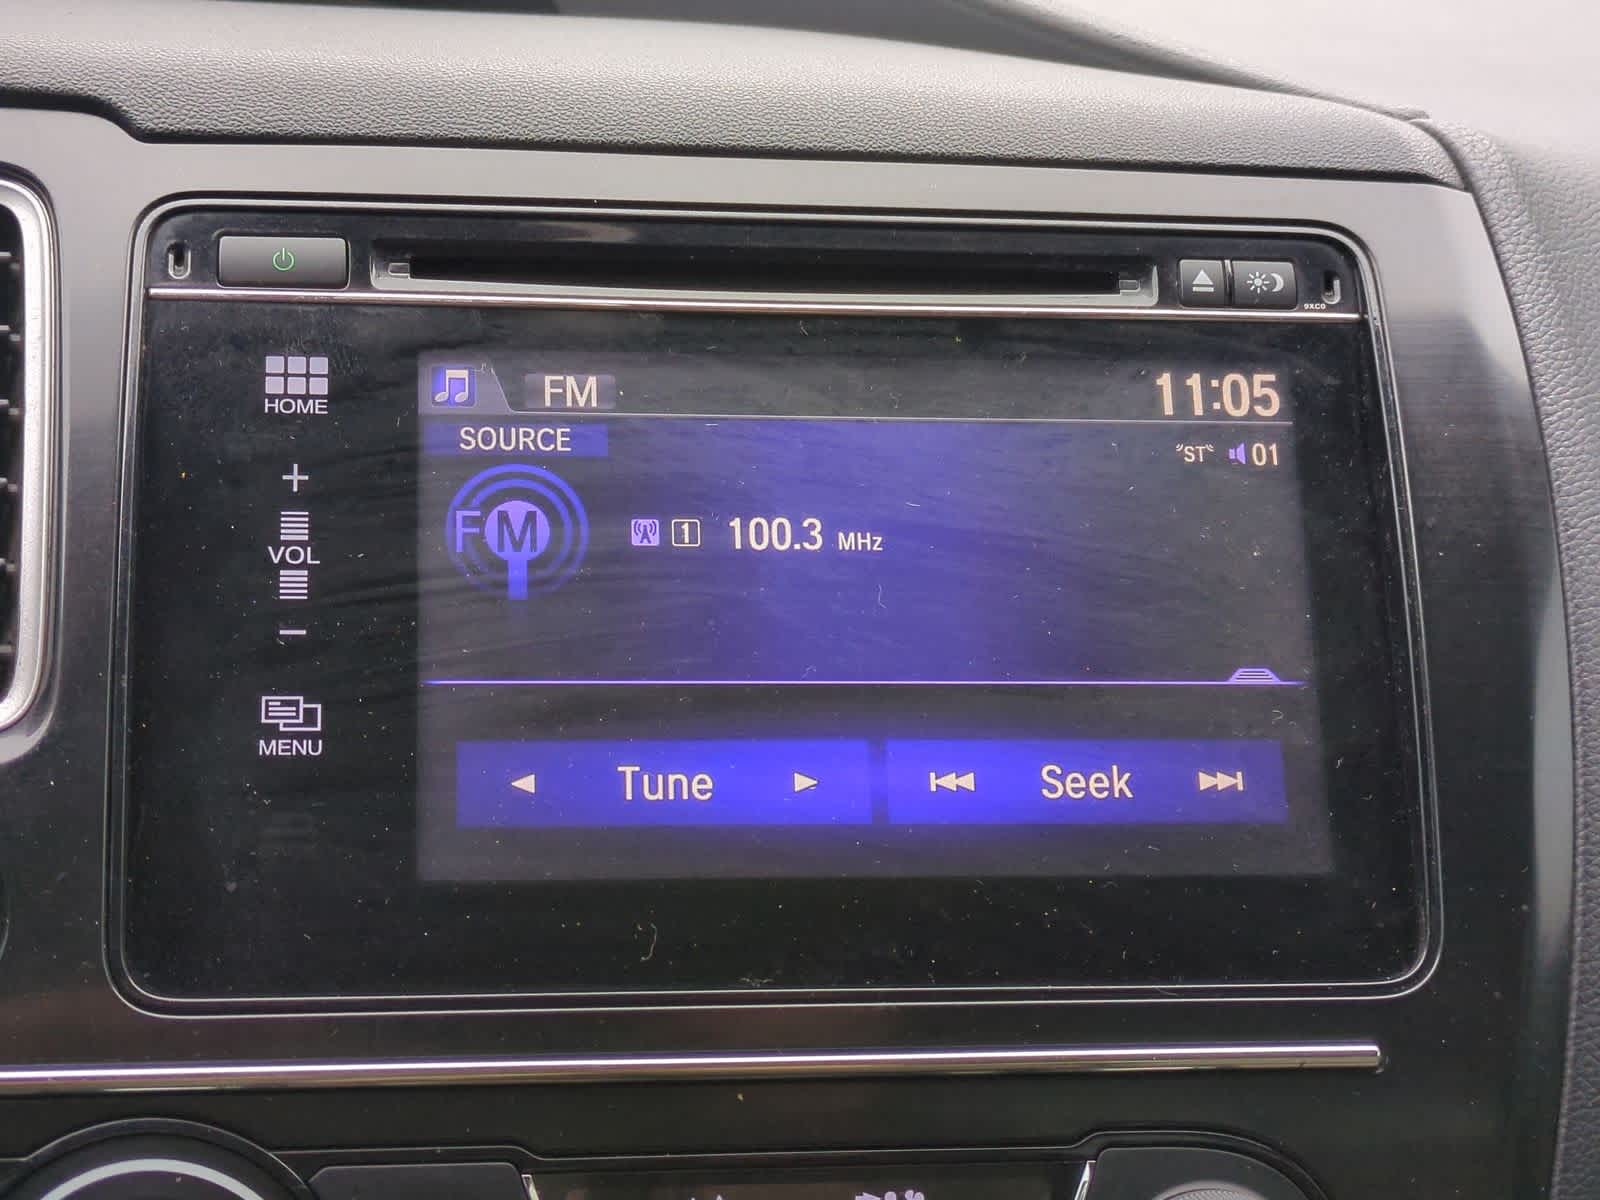 9XC0
HOME
FM
11:05
SOURCE
"ST" 01
FM
1 100.3 MHz
VOL
MENU
Tune
Seek